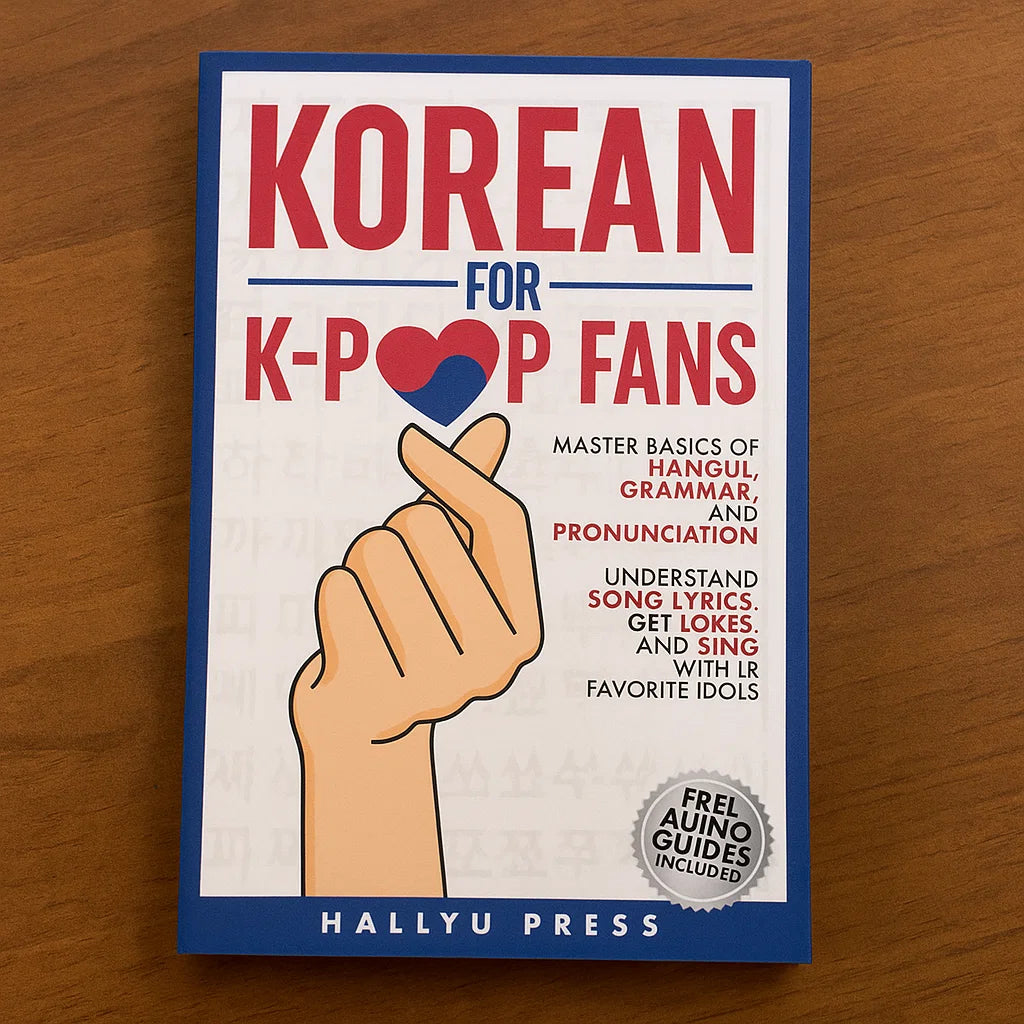 KOREAN
FOR
K-POP FANS
MASTER BASICS OF
HANGUL,
GRAMMAR,
AND
PRONUNCIATION
UNDERSTAND
SONG LYRICS.
GET LOKES.
AND SING
WITH LR
FAVORITE IDOLS
FREL
AUINO
GUIDES
INCLUDED
HALLYU PRESS